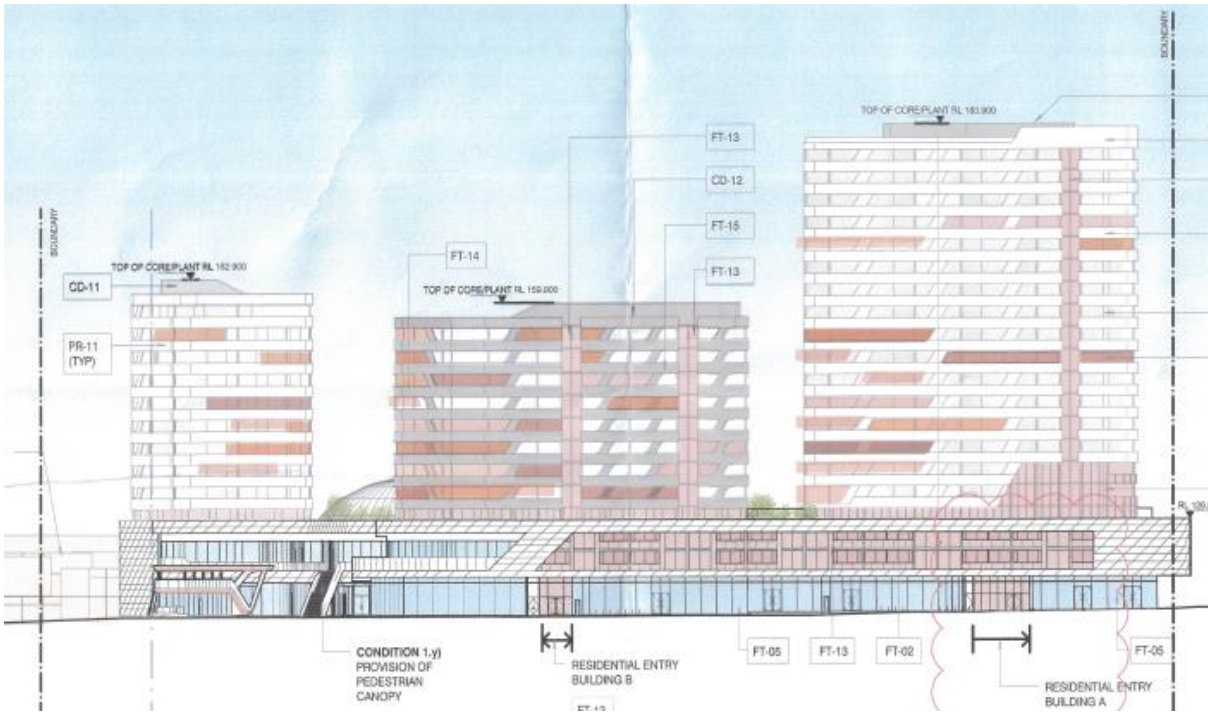 BOUNDARY
TOP OF CORE/PLANT RL 183.900
FT-13
CD-12
BOUNDARY
FT-15
FT-14
TOP OF CORE/PLANT RL 162.900
FT-13
CD-11
TOP OF CORE/PLANT RL 159.900
PR-11
(TYP)
CONDITION 1.y)
PROVISION OF
PEDESTRIAN
CANOPY
RESIDENTIAL ENTRY
BUILDING B
FT-05
FT-13
FT-02
FT-05
RESIDENTIAL ENTRY
BUILDING A